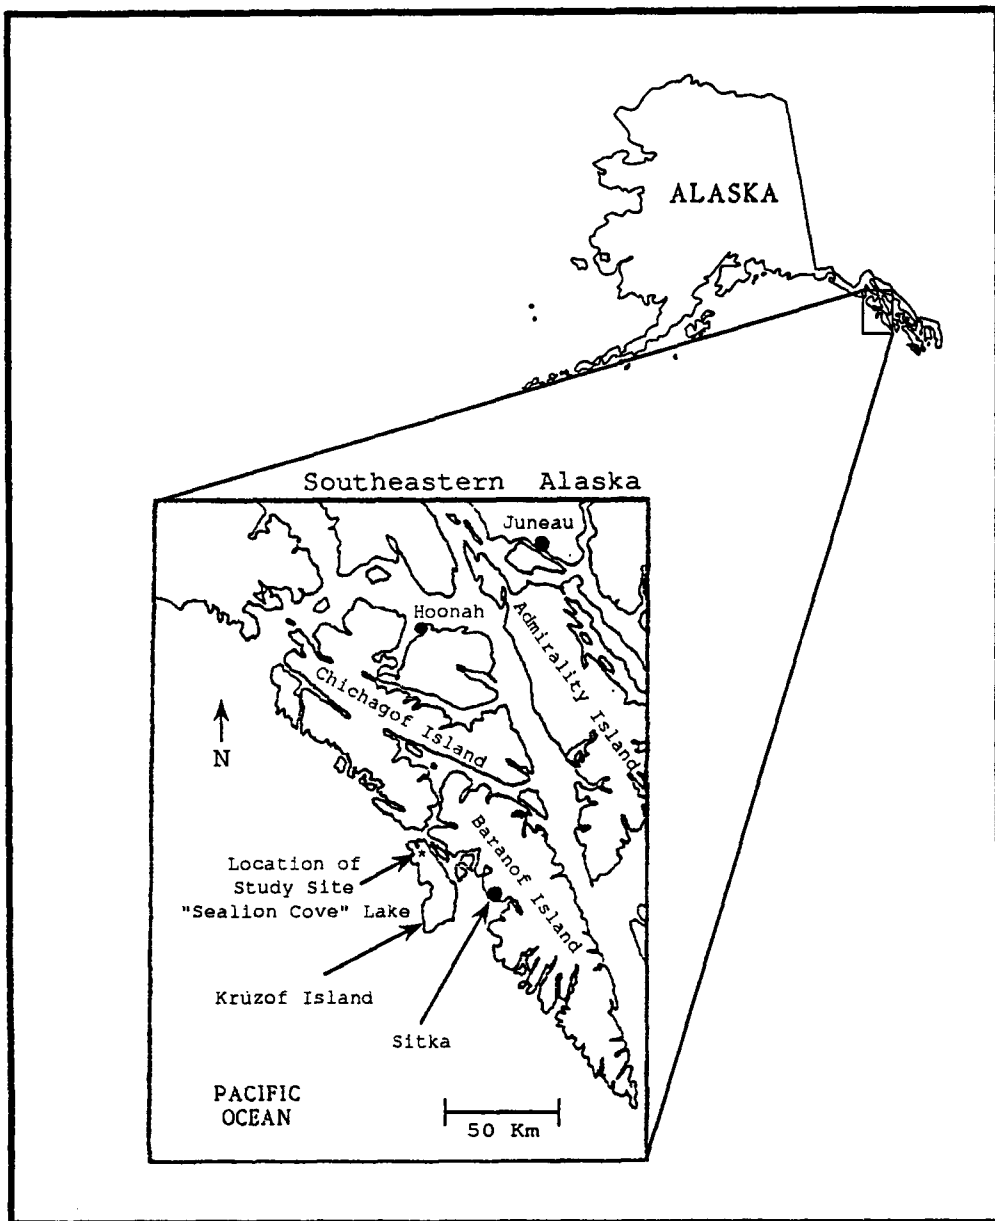 ALASKA
Southeastern Alaska
Juneau
Hoonah
Admirality Island
Chichagof Island
N
Baranof Island
Location of
Study Site
"Sealion Cove" Lake
*
Kruzof Island
Sitka
PACIFIC
OCEAN
50 Km